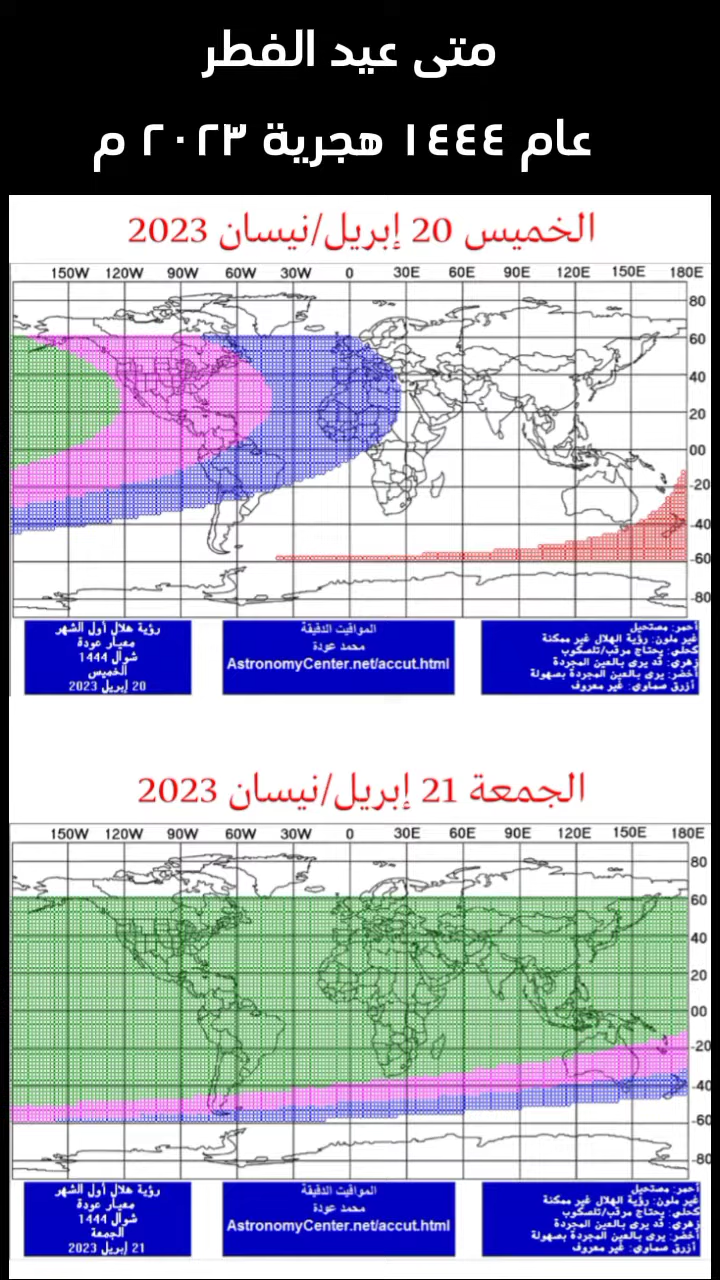 متى عيد الفطر
عام ١٤٤٤ هجرية ٢٠٢٣ م
الخميس 20 إبريل/نيسان 2023
150W 120W 90W 60W 30W 0 30E 60E 90E 120E 150E 180E
80
60
40
20
00
-20
-40
-60
-80
رؤية هلال أول الشهر
معيار عودة
شوال 1444
الخميس
20 إبريل 2023
المواقيت الدقيقة
محمد عودة
AstronomyCenter.net/accut.html
أحمر: مستحيل
غير ملون: رؤية الهلال غير ممكنة
كحلي: يحتاج مرقب/تلسكوب
زهري: قد يرى بالعين المجردة
أخضر: يرى بالعين المجردة بسهولة
أزرق سماوي: غير معروف
الجمعة 21 إبريل/نيسان 2023
150W 120W 90W 60W 30W 0 30E 60E 90E 120E 150E 180E
80
60
40
20
00
-20
-40
-60
-80
رؤية هلال أول الشهر
معيار عودة
شوال 1444
الجمعة
21 إبريل 2023
المواقيت الدقيقة
محمد عودة
AstronomyCenter.net/accut.html
أحمر: مستحيل
غير ملون: رؤية الهلال غير ممكنة
كحلي: يحتاج مرقب/تلسكوب
زهري: قد يرى بالعين المجردة
أخضر: يرى بالعين المجردة بسهولة
أزرق سماوي: غير معروف